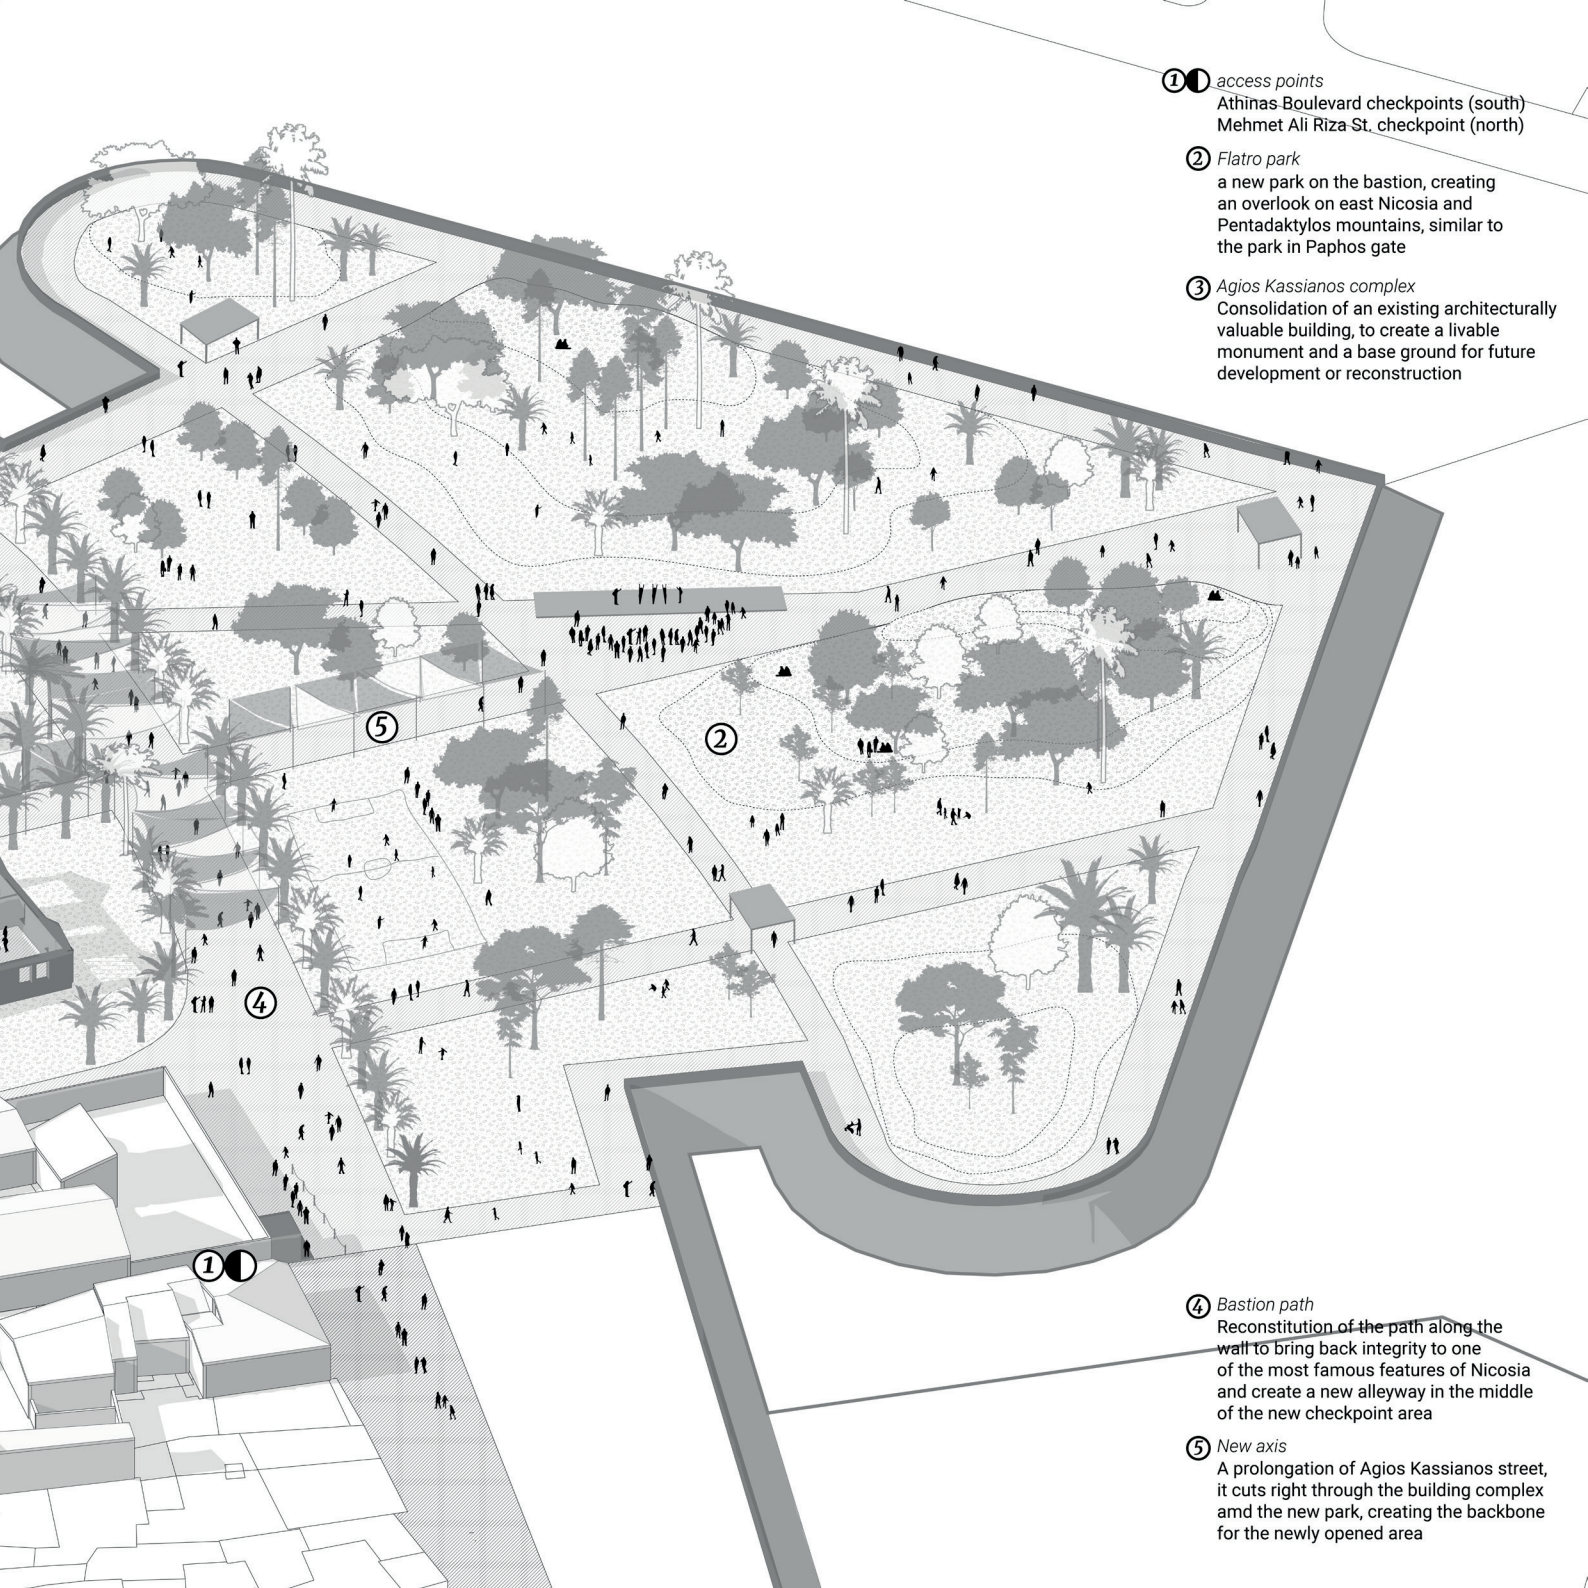 1 access points
Athinas Boulevard checkpoints (south)
Mehmet Ali Riza St. checkpoint (north)
2 Flatro park
a new park on the bastion, creating
an overlook on east Nicosia and
Pentadaktylos mountains, similar to
the park in Paphos gate
3 Agios Kassianos complex
Consolidation of an existing architecturally
valuable building, to create a livable
monument and a base ground for future
development or reconstruction
5
2
4
1
4 Bastion path
Reconstitution of the path along the
wall to bring back integrity to one
of the most famous features of Nicosia
and create a new alleyway in the middle
of the new checkpoint area
5 New axis
A prolongation of Agios Kassianos street,
it cuts right through the building complex
amd the new park, creating the backbone
for the newly opened area